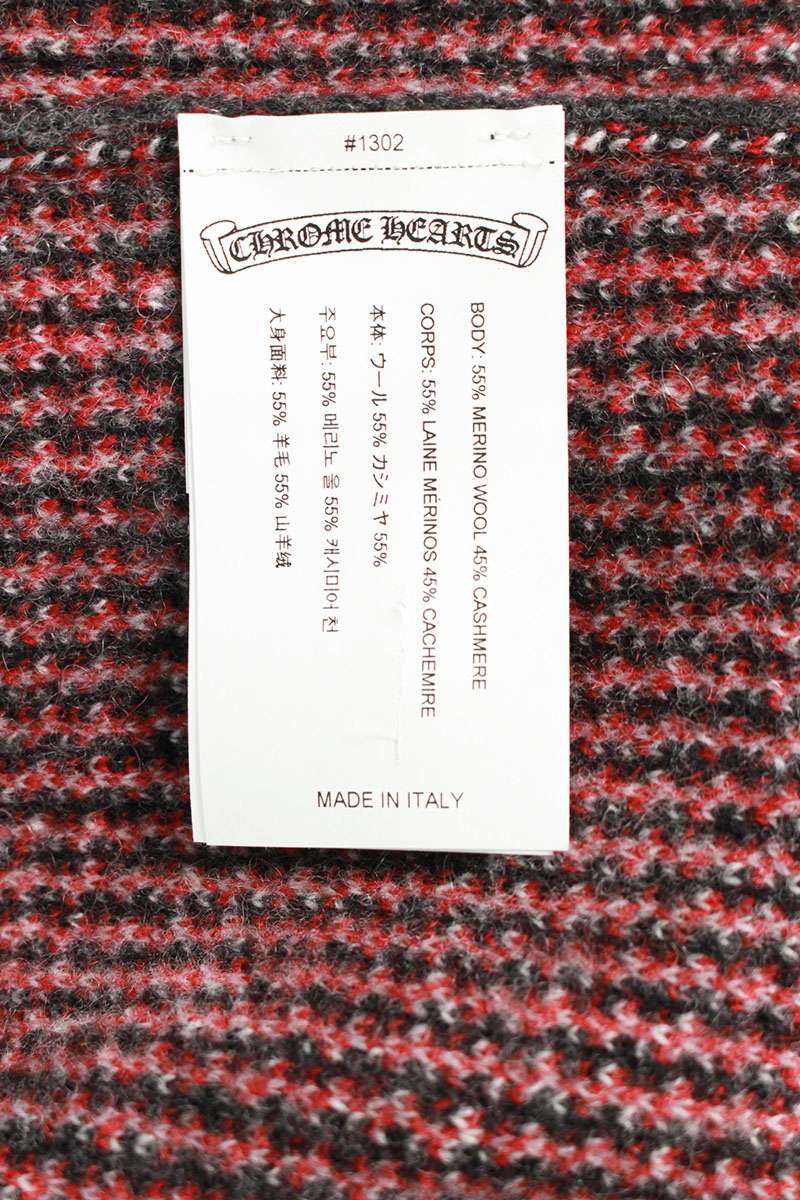 #1302
CHROME HEARTS
BODY: 55% MERINO WOOL 45% CASHMERE
CORPS: 55% LAINE MÉRINOS 45% CACHEMIRE
本体: ウール 55% カシミヤ 55%
주요부: 55% 메리노 울 55% 캐시미어 천
大身面料: 55% 羊毛 55% 山羊绒
MADE IN ITALY